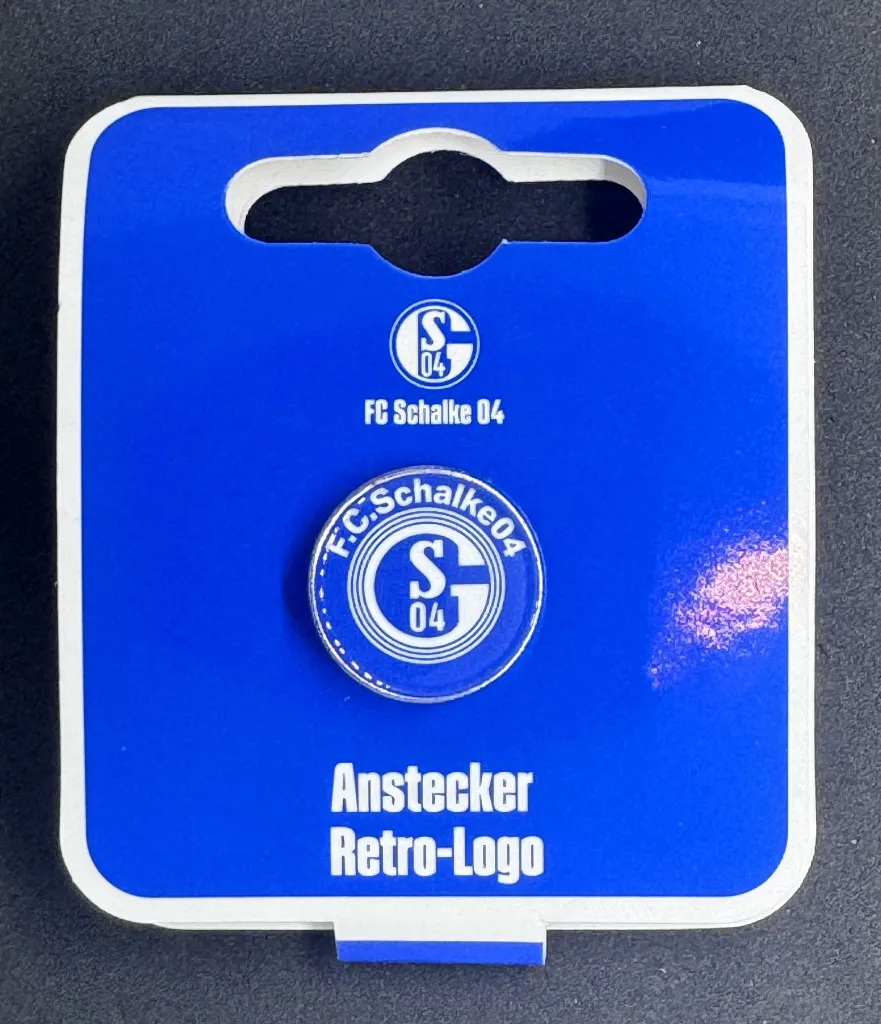 S
04
FC Schalke 04
F.C.Schalke04
S
04
Anstecker
Retro-Logo